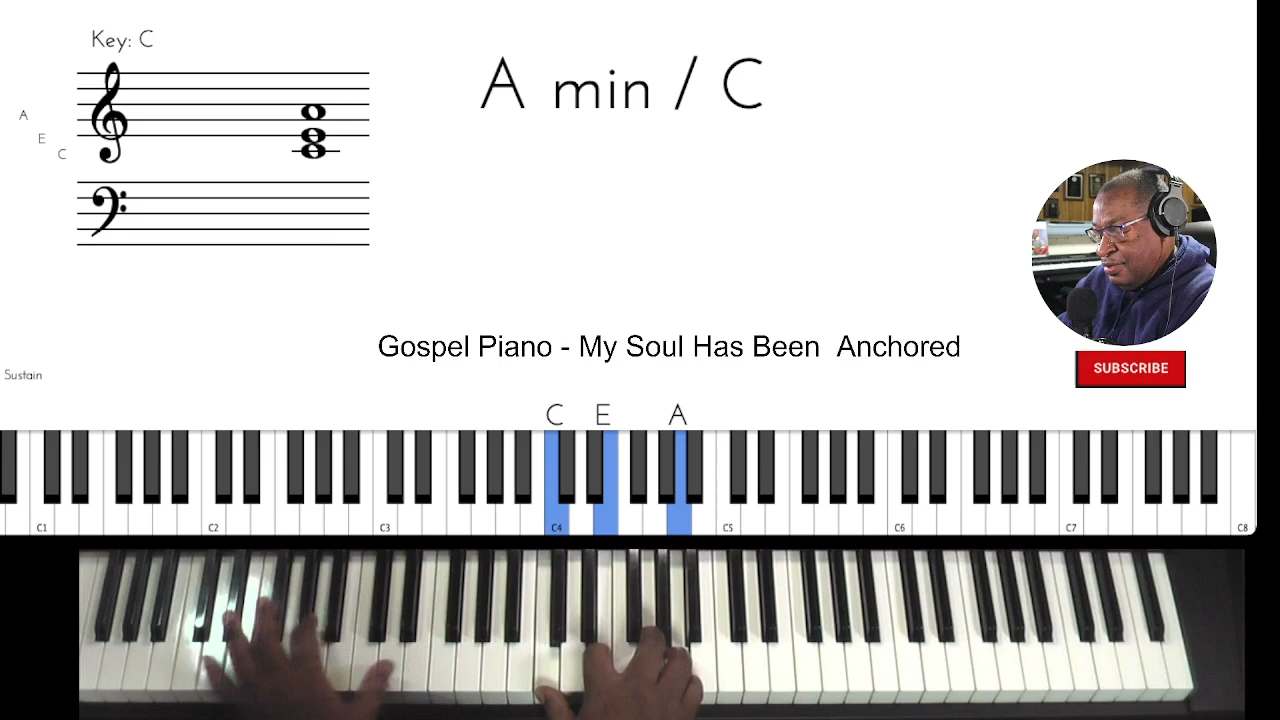 Key: C
A min / C
A
E
C
Gospel Piano - My Soul Has Been Anchored
SUBSCRIBE
Sustain
C E A
C1 C2 C3 C4 C5 C6 C7 C8